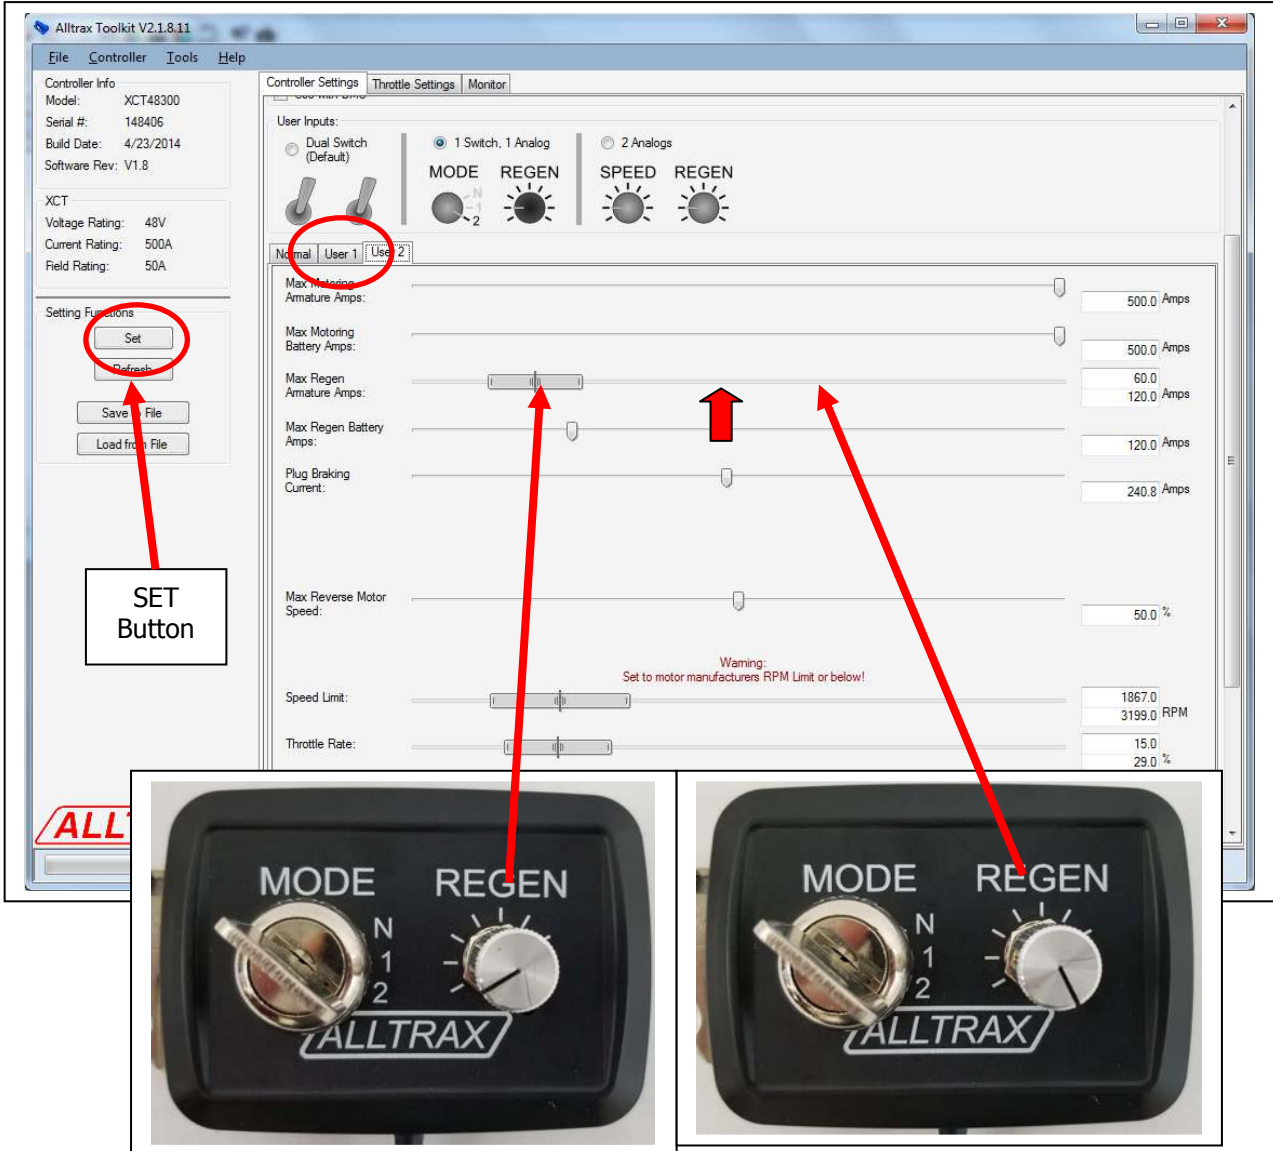 Alltrax Toolkit V2.1.8.11
File Controller Tools Help
Controller Info
Model: XCT48300
Serial #: 148406
Build Date: 4/23/2014
Software Rev: V1.8
XCT
Voltage Rating: 48V
Current Rating: 500A
Field Rating: 50A
Setting Functions
Set
Refresh
Save to File
Load from File
SET
Button
Controller Settings Throttle Settings Monitor
User Inputs:
Dual Switch
(Default)
1 Switch, 1 Analog
2 Analogs
MODE REGEN
N
1
2
SPEED REGEN
Normal User 1 User 2
Max Motoring
Armature Amps:
500.0 Amps
Max Motoring
Battery Amps:
500.0 Amps
Max Regen
Armature Amps:
60.0
120.0 Amps
Max Regen Battery
Amps:
120.0 Amps
Plug Braking
Current:
240.8 Amps
Max Reverse Motor
Speed:
50.0 %
Warning:
Set to motor manufacturers RPM Limit or below!
Speed Limit:
1867.0
3199.0 RPM
Throttle Rate:
15.0
29.0 %
ALL
MODE REGEN
N
1
2
ALLTRAX
MODE REGEN
N
1
2
ALLTRAX